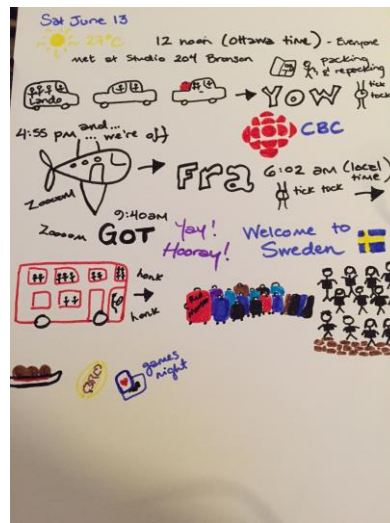 Sat June 13
27°C 12 noon (Ottawa time) - Everyone
met at Studio 204 Bronson
packing
& repacking
Lando
YOW
tick
tock
4:55 pm and...
... we're off
CBC
Zoooom
Fra
6:02 am (local
time)
tick tock
9:40am
Zoooom GOT
Yay!
Hooray!
Welcome to
Sweden
honk
honk
games
night